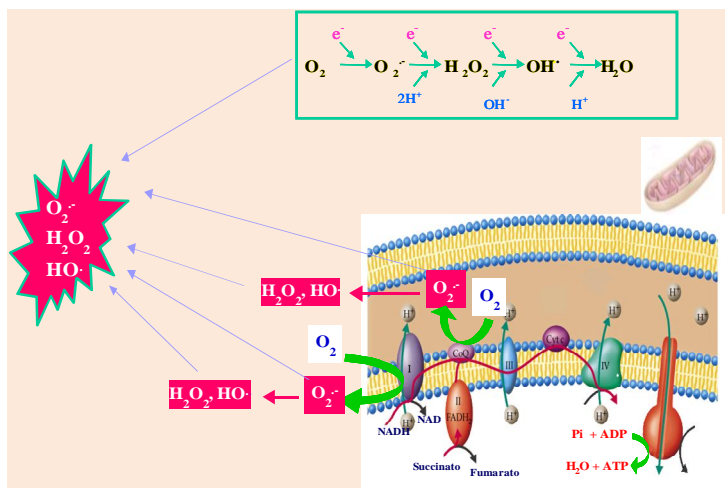 e- e- e- e-
O2 O2·- H2O2 OH· H2O
2H+ OH- H+
O2·-
H2O2
HO·
H2O2, HO·
O2·-
O2
H+ H+ H+ H+ H+
O2
CoQ
Cyt c
I
III
IV
II
FADH2
H2O2, HO·
O2·-
NADH
H+
NAD
H+
H+
Pi + ADP
Succinato
Fumarato
H2O + ATP